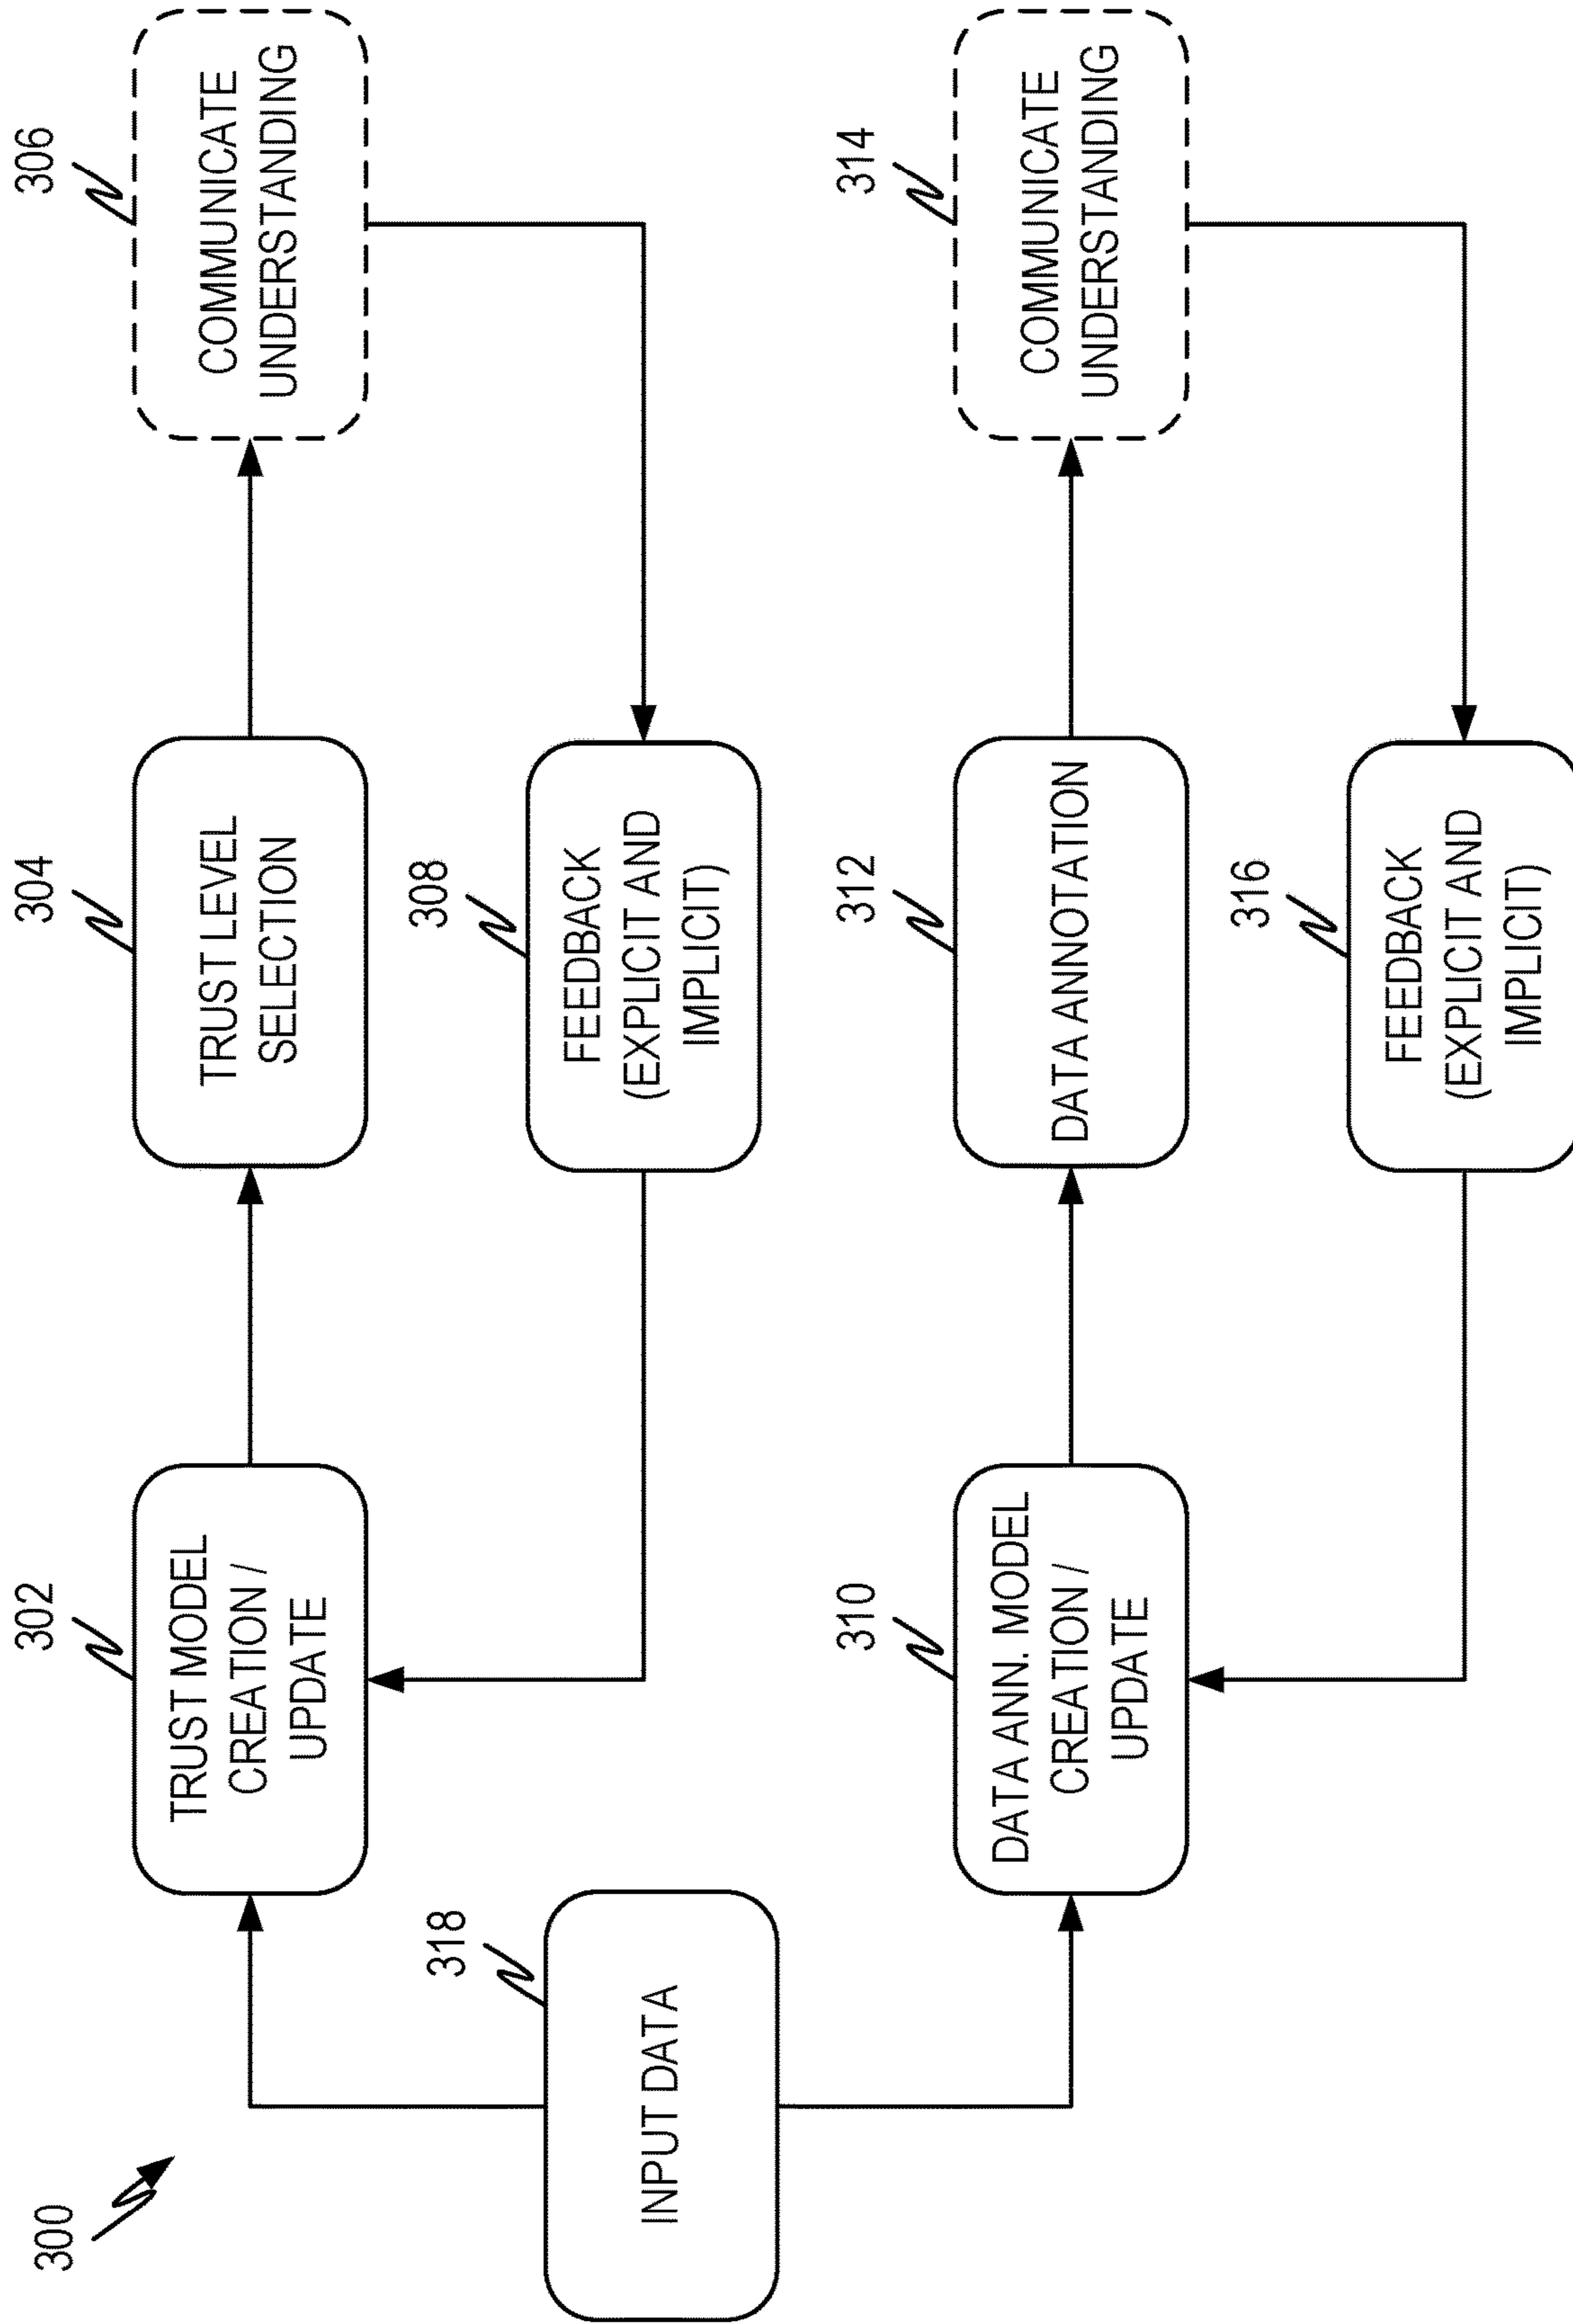 300
318
INPUT DATA
302
TRUST MODEL
CREATION /
UPDATE
304
TRUST LEVEL
SELECTION
306
COMMUNICATE
UNDERSTANDING
308
FEEDBACK
(EXPLICIT AND
IMPLICIT)
310
DATA ANN. MODEL
CREATION /
UPDATE
312
DATA ANNOTATION
314
COMMUNICATE
UNDERSTANDING
316
FEEDBACK
(EXPLICIT AND
IMPLICIT)